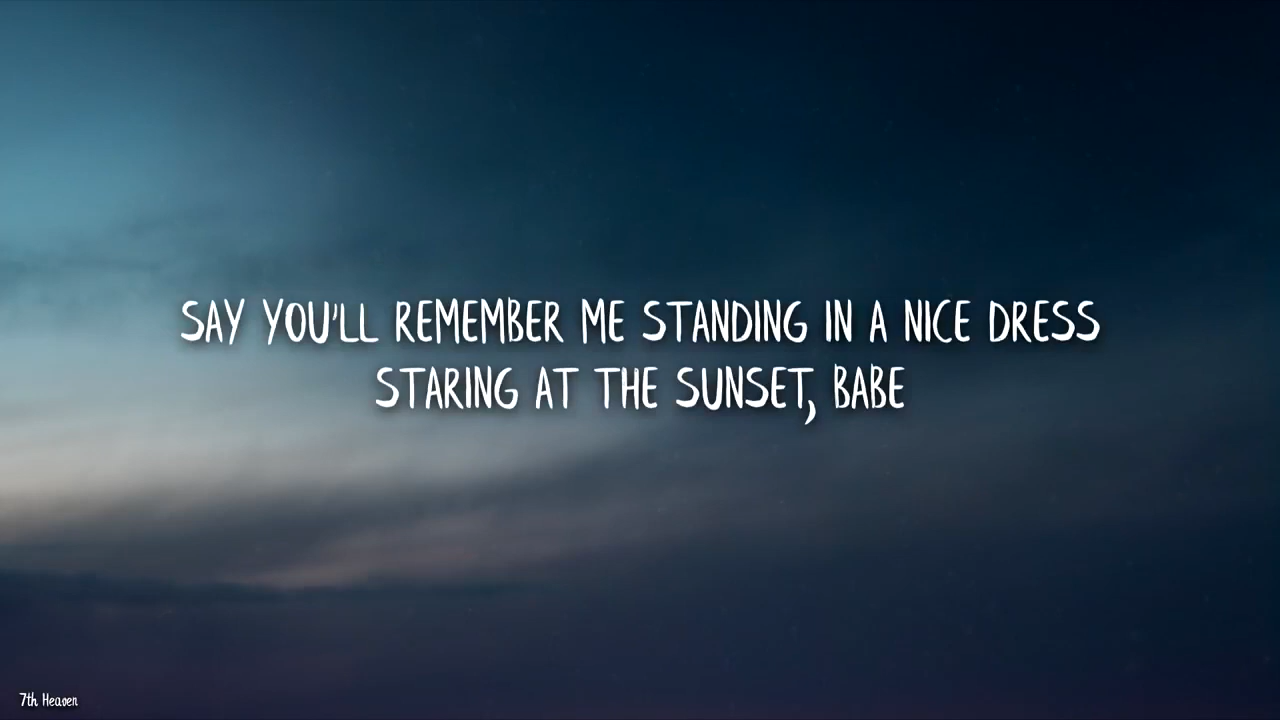 SAY YOU'LL REMEMBER ME STANDING IN A NICE DRESS
STARING AT THE SUNSET, BABE
7th Heaven